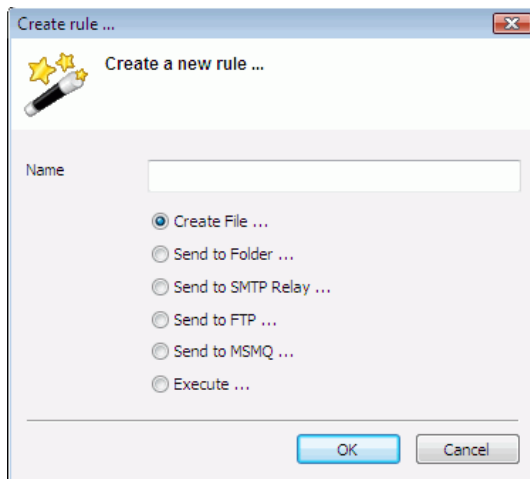 Create rule ...
Create a new rule ...
Name
Create File ...
Send to Folder ...
Send to SMTP Relay ...
Send to FTP ...
Send to MSMQ ...
Execute ...
OK Cancel